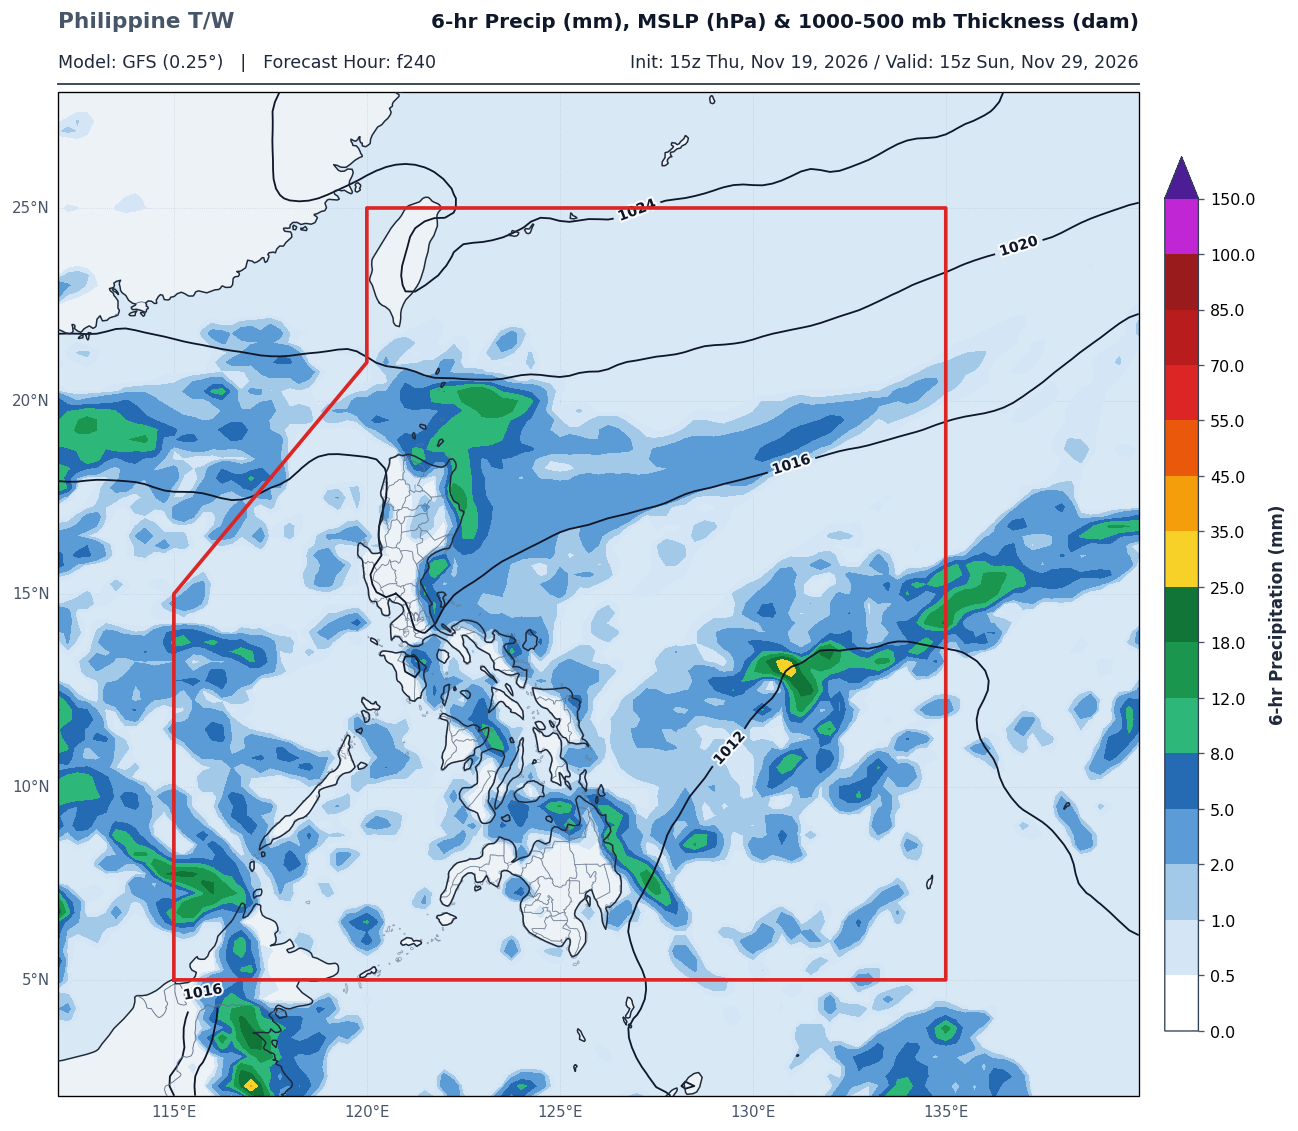 Philippine T/W
6-hr Precip (mm), MSLP (hPa) & 1000-500 mb Thickness (dam)
Model: GFS (0.25°) | Forecast Hour: f240
Init: 15z Thu, Nov 19, 2026 / Valid: 15z Sun, Nov 29, 2026
25°N
20°N
15°N
10°N
5°N
1024
1020
1016
1012
1016
115°E
120°E
125°E
130°E
135°E
150.0
100.0
85.0
70.0
55.0
45.0
35.0
25.0
18.0
12.0
8.0
5.0
2.0
1.0
0.5
0.0
6-hr Precipitation (mm)